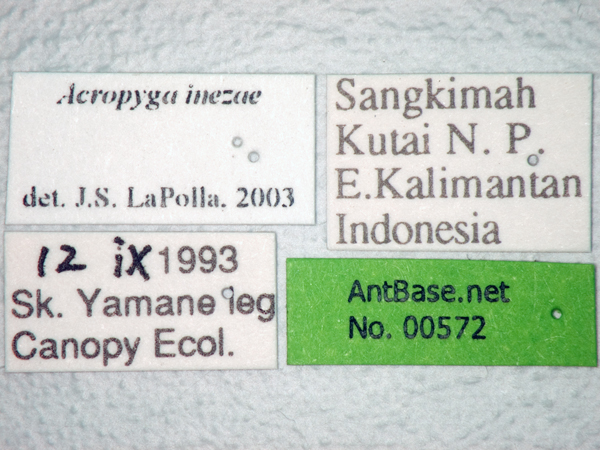 Acropyga inezae
det. J.S. LaPolla. 2003
Sangkimah
Kutai N. P.
E.Kalimantan
Indonesia
12 iX 1993
Sk. Yamane leg
Canopy Ecol.
AntBase.net
No. 00572